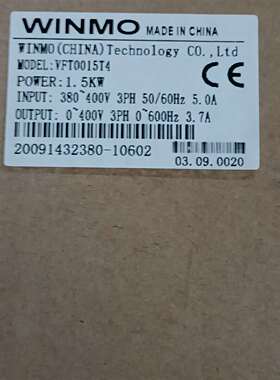 WINMO MADE IN CHINA
WINMO(CHINA)Technology CO.,Ltd
MODEL:VFT0015T4
POWER:1.5KW
INPUT: 380~400V 3PH 50/60Hz 5.0A
OUTPUT: 0~400V 3PH 0~600Hz 3.7A
CE
20091432380-10602
03.09.0020